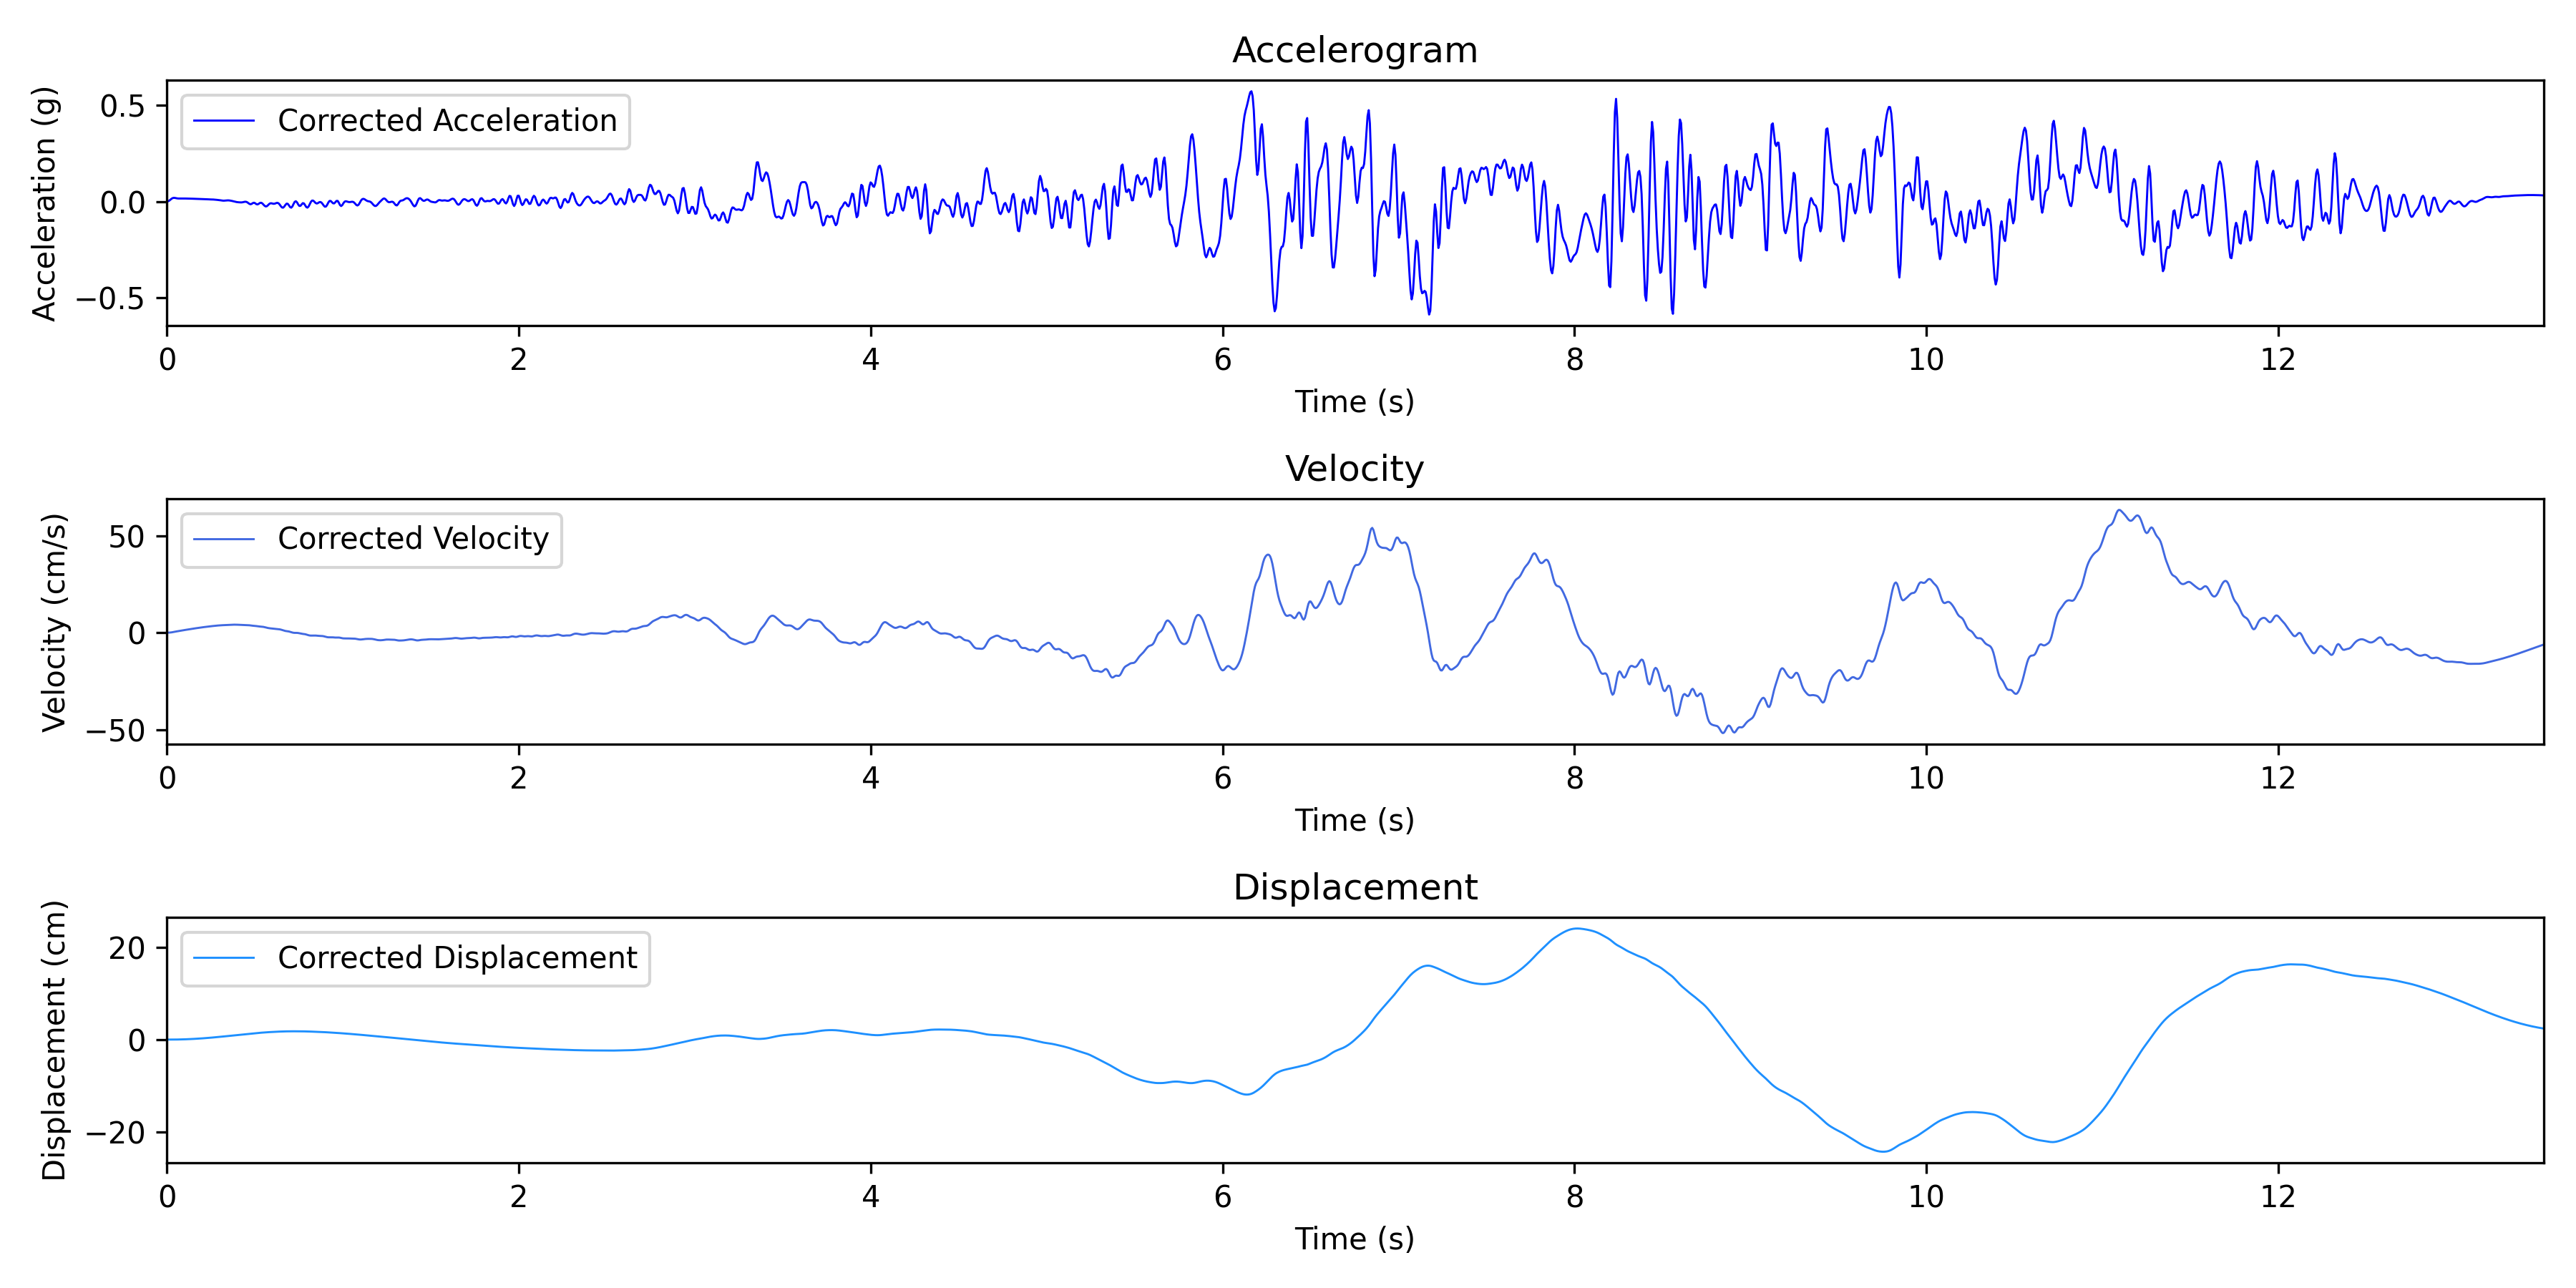 Accelerogram
Acceleration (g)
0.5
0.0
−0.5
Corrected Acceleration
0 2 4 6 8 10 12
Time (s)
Velocity
Velocity (cm/s)
50
0
−50
Corrected Velocity
0 2 4 6 8 10 12
Time (s)
Displacement
Displacement (cm)
20
0
−20
Corrected Displacement
0 2 4 6 8 10 12
Time (s)